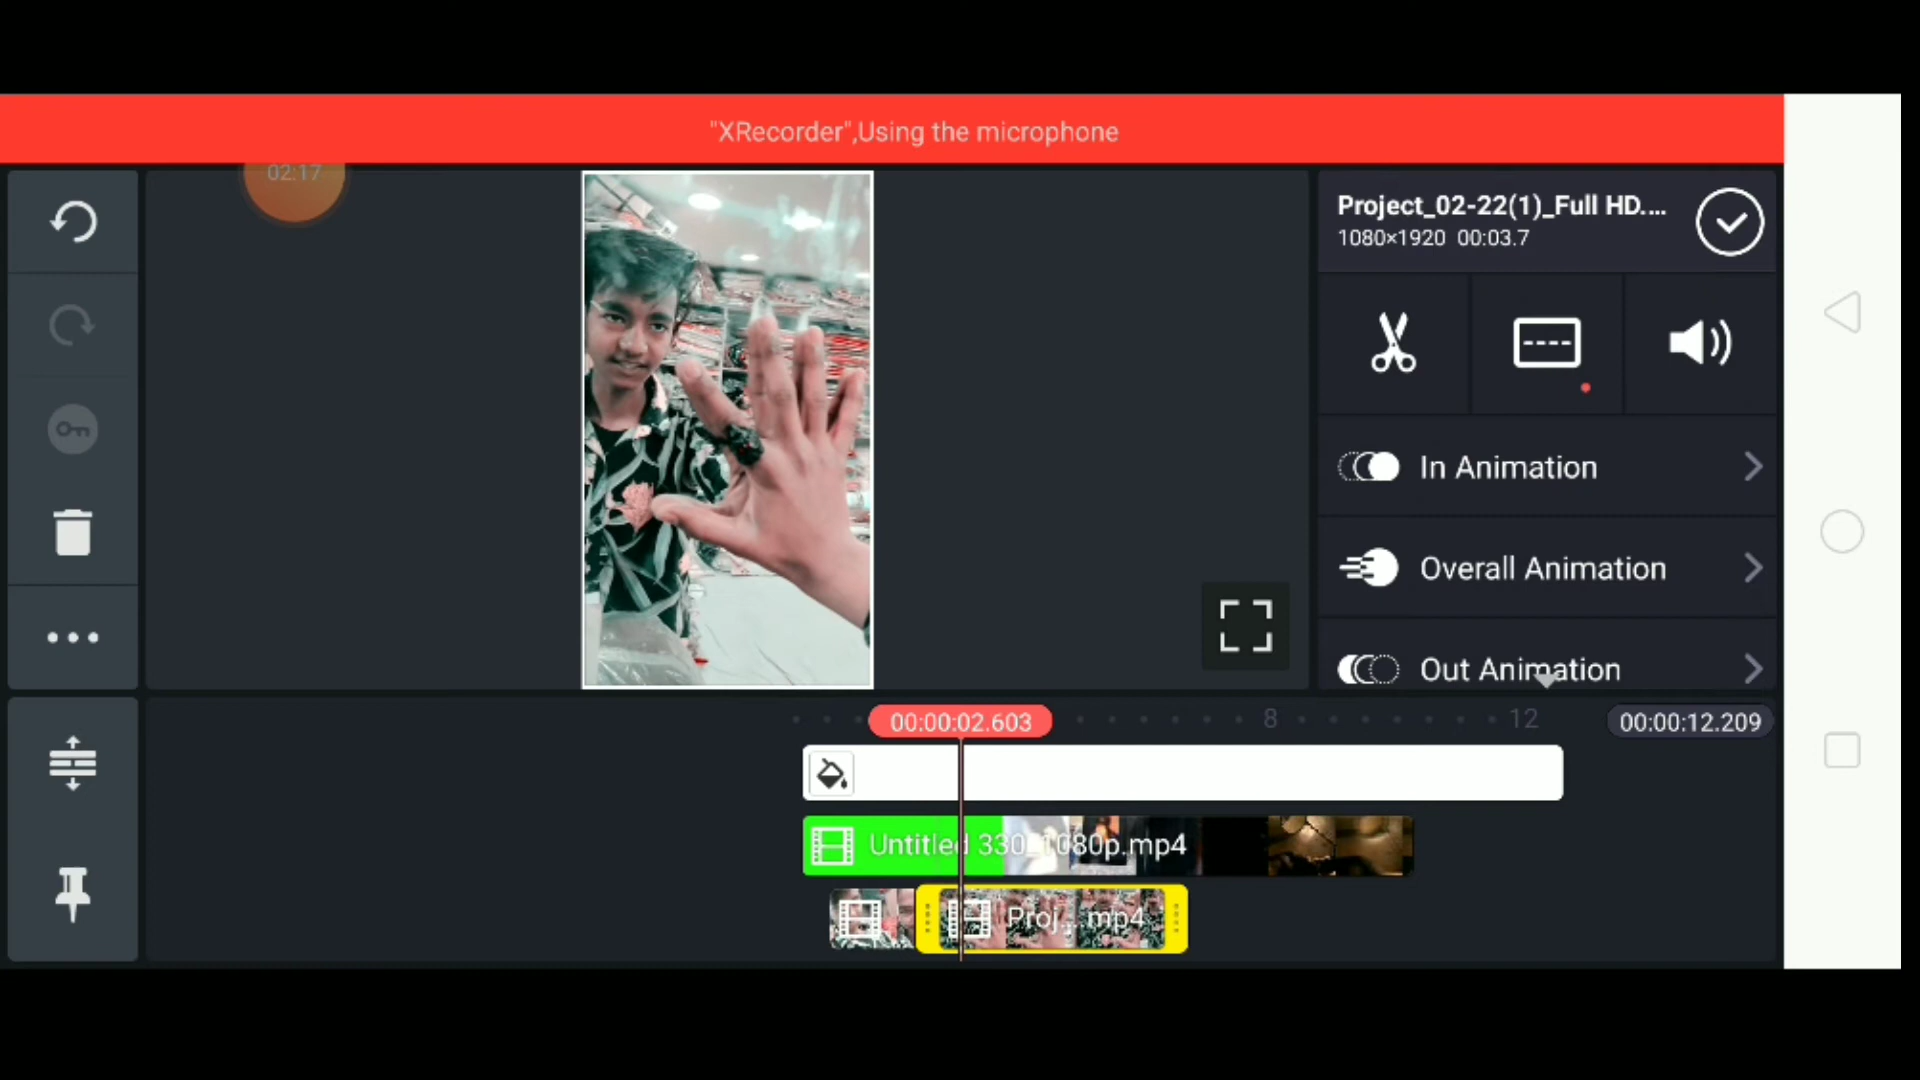 "XRecorder",Using the microphone
02:17
Project_02-22(1)_Full HD....
1080×1920 00:03.7
In Animation
Overall Animation
Out Animation
00:00:02.603
8
12
00:00:12.209
Untitled 330_1080p.mp4
Proj....mp4